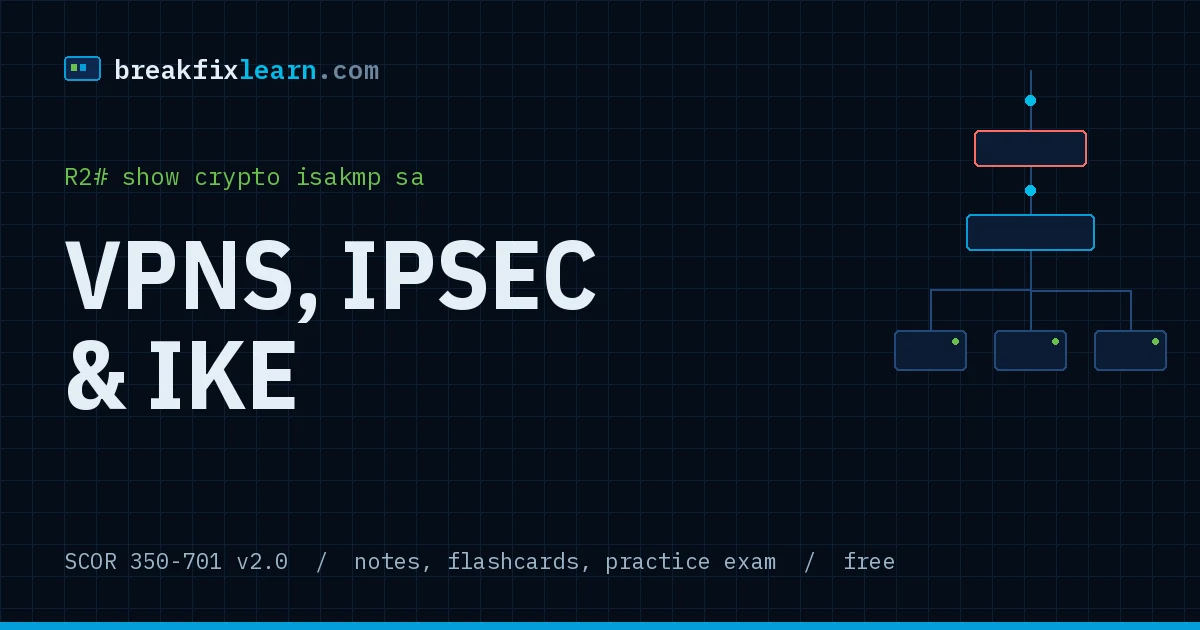 breakfixlearn.com
R2# show crypto isakmp sa
VPNS, IPSEC
& IKE
SCOR 350-701 v2.0 / notes, flashcards, practice exam / free